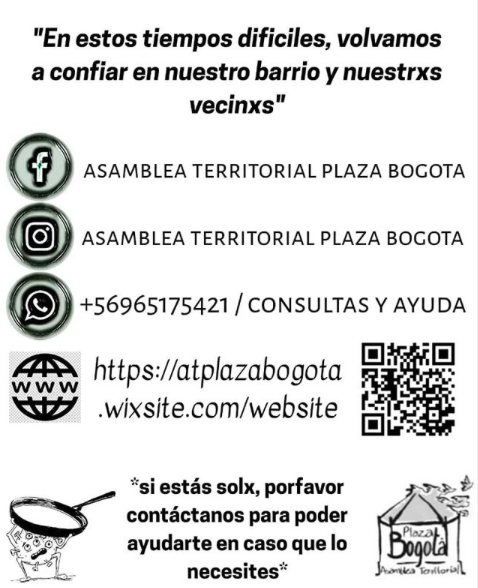 "En estos tiempos dificiles, volvamos
a confiar en nuestro barrio y nuestrxs
vecinxs"
ASAMBLEA TERRITORIAL PLAZA BOGOTA
ASAMBLEA TERRITORIAL PLAZA BOGOTA
+56965175421 / CONSULTAS Y AYUDA
WWW
https://atplazabogota
.wixsite.com/website
*si estás solx, porfavor
contáctanos para poder
ayudarte en caso que lo
necesites*
Plaza
Bogotá
Asamblea Territorial